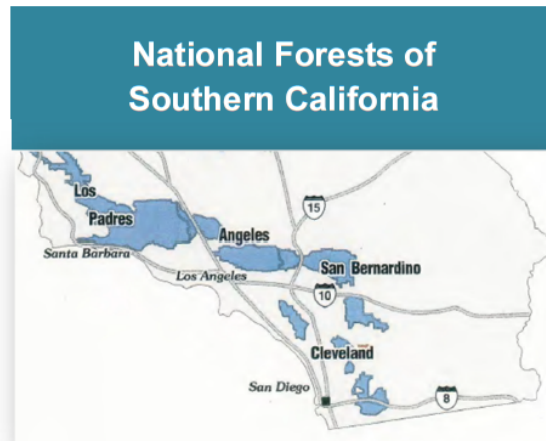 National Forests of
Southern California
Los
Padres
15
Angeles
Santa Barbara
San Bernardino
Los Angeles
10
Cleveland
San Diego
8